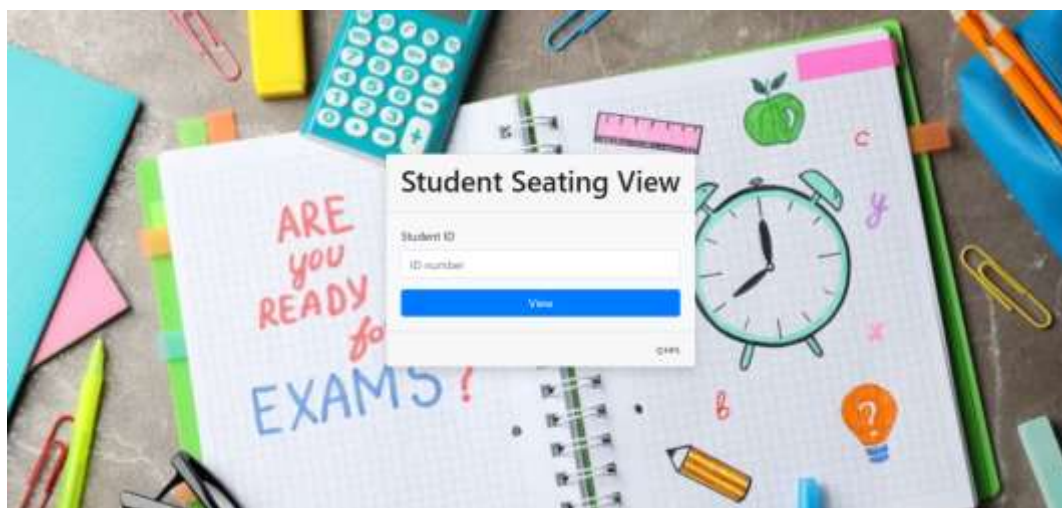 ARE
you
READY
fo
EXAMS?
Student Seating View
Student ID
ID number
View
c
y
x
b
?